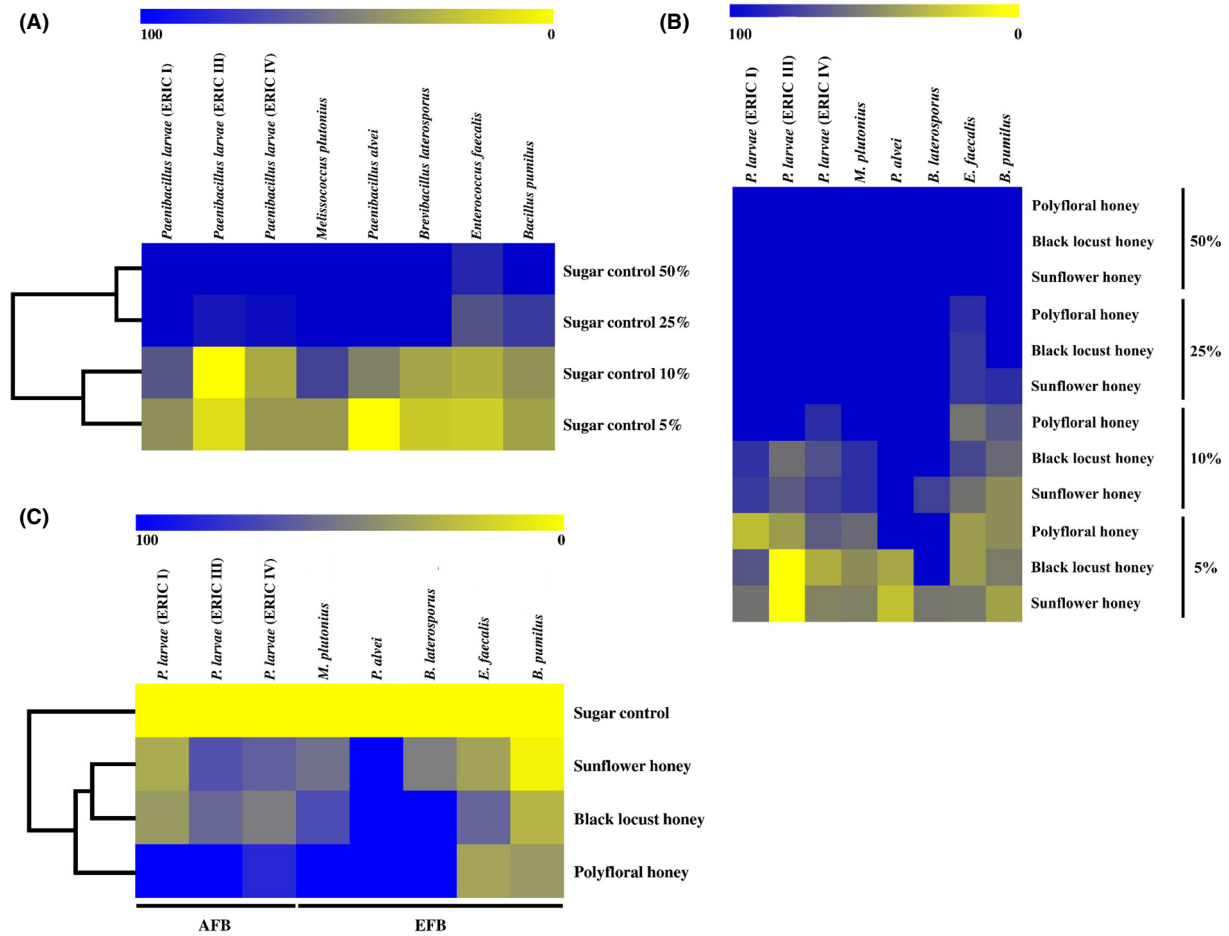 (A)
100 0
Paenibacillus larvae (ERIC I)
Paenibacillus larvae (ERIC III)
Paenibacillus larvae (ERIC IV)
Melissococcus plutonius
Paenibacillus alvei
Brevibacillus laterosporus
Enterococcus faecalis
Bacillus pumilus
Sugar control 50%
Sugar control 25%
Sugar control 10%
Sugar control 5%
(B)
100 0
P. larvae (ERIC I)
P. larvae (ERIC III)
P. larvae (ERIC IV)
M. plutonius
P. alvei
B. laterosporus
E. faecalis
B. pumilus
Polyfloral honey
Black locust honey
Sunflower honey
50%
Polyfloral honey
Black locust honey
Sunflower honey
25%
Polyfloral honey
Black locust honey
Sunflower honey
10%
Polyfloral honey
Black locust honey
Sunflower honey
5%
(C)
100 0
P. larvae (ERIC I)
P. larvae (ERIC III)
P. larvae (ERIC IV)
M. plutonius
P. alvei
B. laterosporus
E. faecalis
B. pumilus
Sugar control
Sunflower honey
Black locust honey
Polyfloral honey
AFB EFB